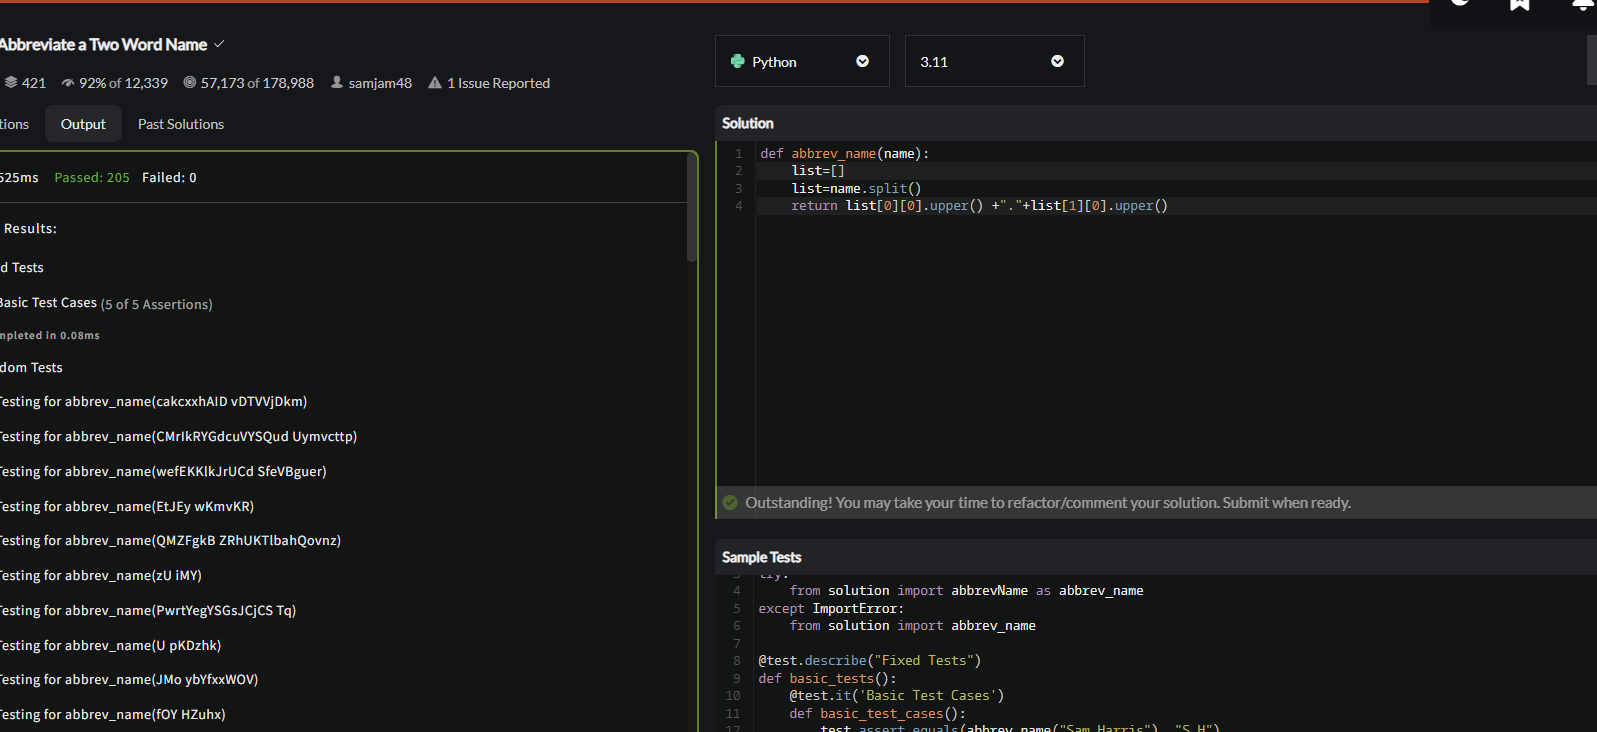 Abbreviate a Two Word Name
421 92% of 12,339 57,173 of 178,988 samjam48 1 Issue Reported
tions Output Past Solutions
525ms Passed: 205 Failed: 0
Results:
d Tests
Basic Test Cases (5 of 5 Assertions)
mpleted in 0.08ms
dom Tests
Testing for abbrev_name(cakcxxhAID vDTVVjDkm)
Testing for abbrev_name(CMrIkRYGdcuVYSQud Uymvcttp)
Testing for abbrev_name(wefEKKlkJrUCd SfeVBguer)
Testing for abbrev_name(EtJEy wKmvKR)
Testing for abbrev_name(QMZFgkB ZRhUKTlbahQovnz)
Testing for abbrev_name(zU iMY)
Testing for abbrev_name(PwrtYegYSGsJCjCS Tq)
Testing for abbrev_name(U pKDzhk)
Testing for abbrev_name(JMo ybYfxxWOV)
Testing for abbrev_name(fOY HZuhx)
Python 3.11
Solution
1 def abbrev_name(name):
2 list=[]
3 list=name.split()
4 return list[0][0].upper() +"."+list[1][0].upper()
Outstanding! You may take your time to refactor/comment your solution. Submit when ready.
Sample Tests
3 try:
4 from solution import abbrevName as abbrev_name
5 except ImportError:
6 from solution import abbrev_name
7
8 @test.describe("Fixed Tests")
9 def basic_tests():
10 @test.it('Basic Test Cases')
11 def basic_test_cases():
12 test.assert_equals(abbrev_name("Sam Harris"), "S.H")